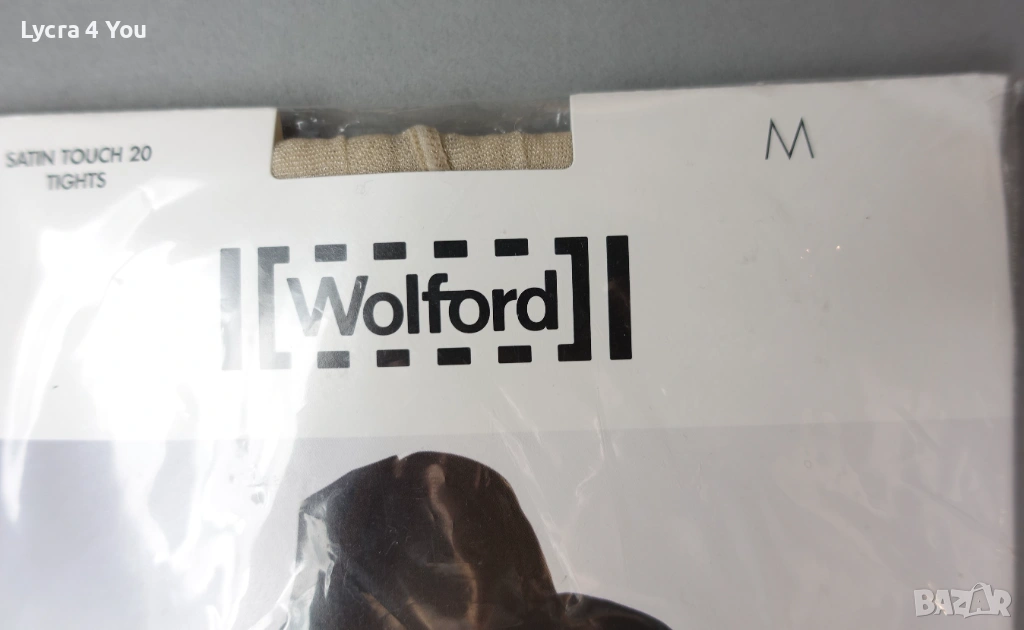 Lycra 4 You
SATIN TOUCH 20
TIGHTS
M
Wolford
BAZAR